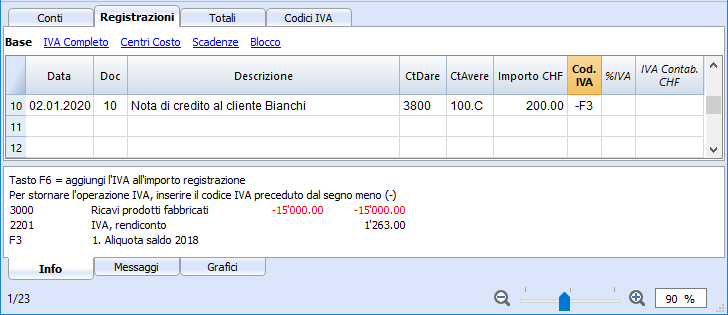 Conti Registrazioni Totali Codici IVA
Base IVA Completo Centri Costo Scadenze Blocco
Data Doc Descrizione CtDare CtAvere Importo CHF Cod. IVA %IVA IVA Contab. CHF
10 02.01.2020 10 Nota di credito al cliente Bianchi 3800 100.C 200.00 -F3
11
12
Tasto F6 = aggiungi l'IVA all'importo registrazione
Per stornare l'operazione IVA, inserire il codice IVA preceduto dal segno meno (-)
3000 Ricavi prodotti fabbricati -15'000.00 -15'000.00
2201 IVA, rendiconto 1'263.00
F3 1. Aliquota saldo 2018
Info Messaggi Grafici
1/23 90 %